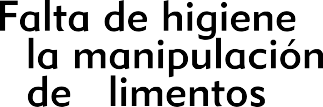 Falta de higiene
la manipulación
de limentos